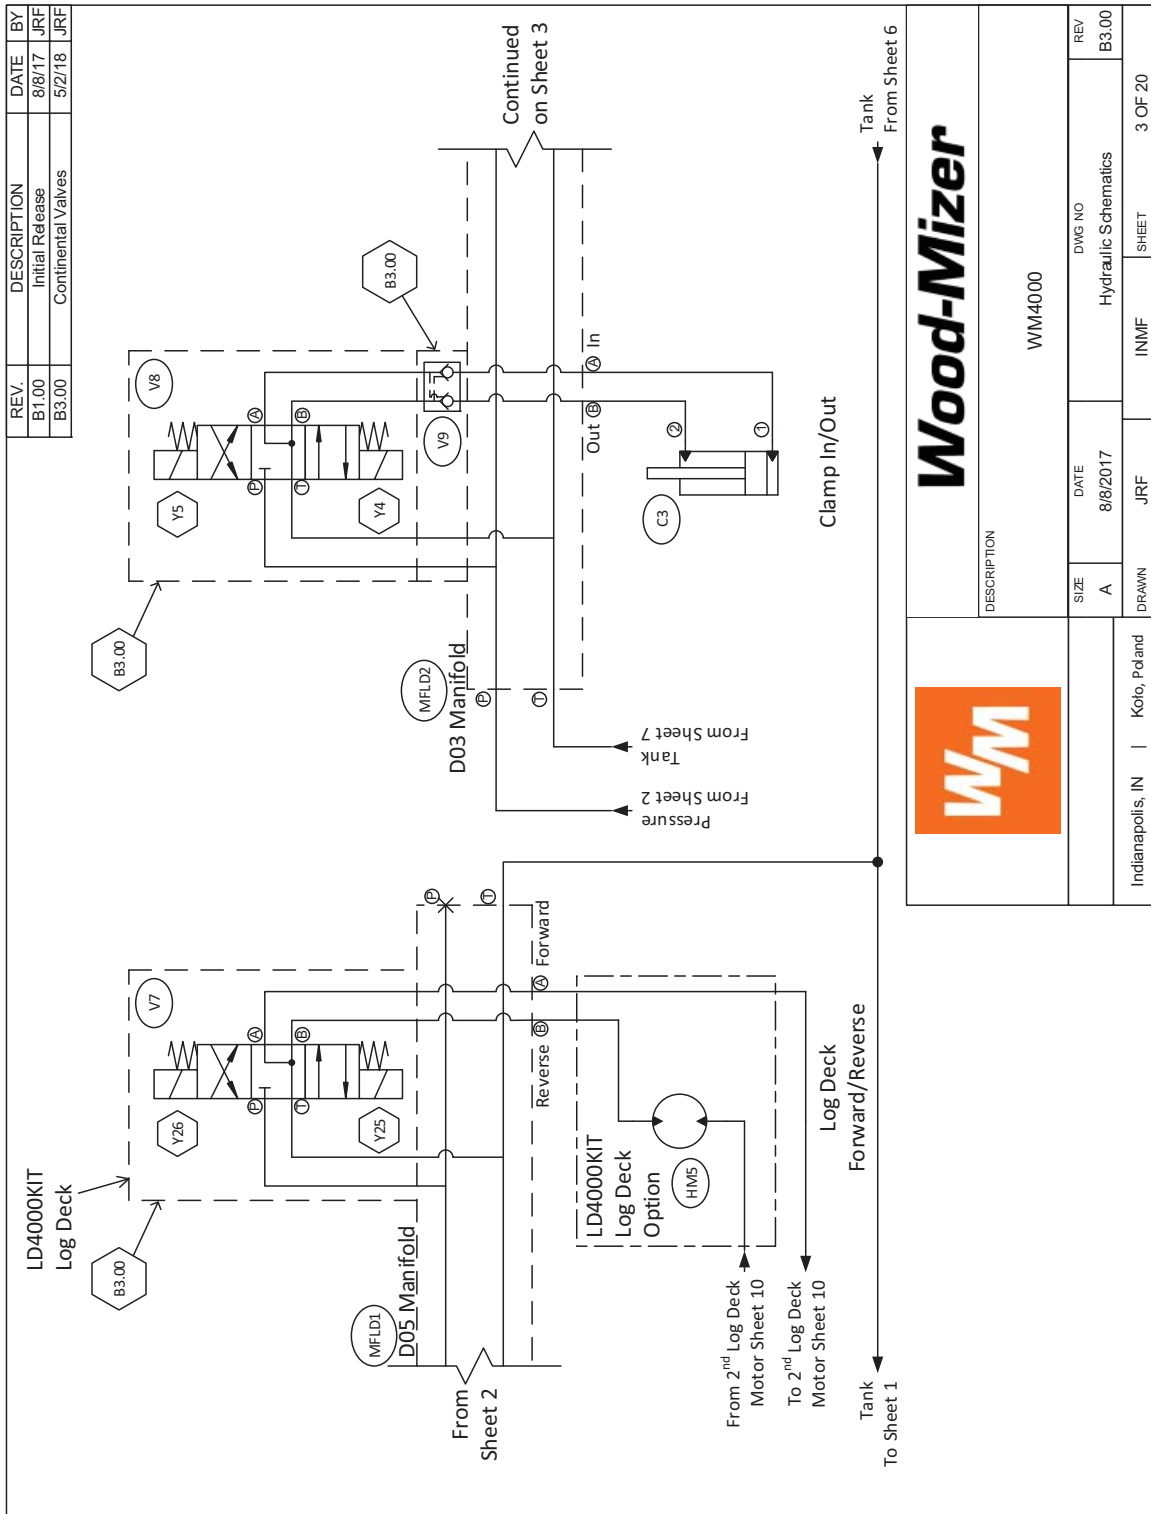 REV.
DESCRIPTION
DATE
BY
B1.00
Initial Release
8/8/17
JRF
B3.00
Continental Valves
5/2/18
JRF
LD4000KIT
Log Deck
B3.00
V7
Y26
Y25
P
A
T
B
MFLD1
D05 Manifold
From
Sheet 2
P
T
Reverse
B
A
Forward
LD4000KIT
Log Deck
Option
HM5
From 2nd Log Deck
Motor Sheet 10
To 2nd Log Deck
Motor Sheet 10
Log Deck
Forward/Reverse
Tank
To Sheet 1
B3.00
V8
Y5
Y4
P
A
T
B
V9
B3.00
MFLD2
D03 Manifold
P
T
Pressure
From Sheet 2
Tank
From Sheet 7
Continued
on Sheet 3
Out
B
A
In
C3
2
1
Clamp In/Out
Tank
From Sheet 6
WM
Indianapolis, IN | Koło, Poland
Wood-Mizer
DESCRIPTION
WM4000
SIZE
A
DATE
8/8/2017
DWG NO
Hydraulic Schematics
REV
B3.00
DRAWN
JRF
INMF
SHEET
3 OF 20